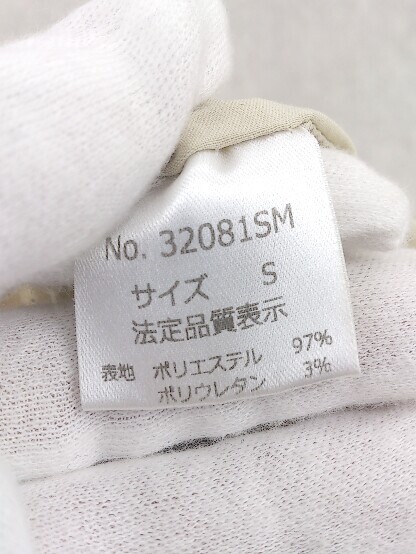 No. 32081SM
サイズ S
法定品質表示
表地 ポリエステル 97%
ポリウレタン 3%